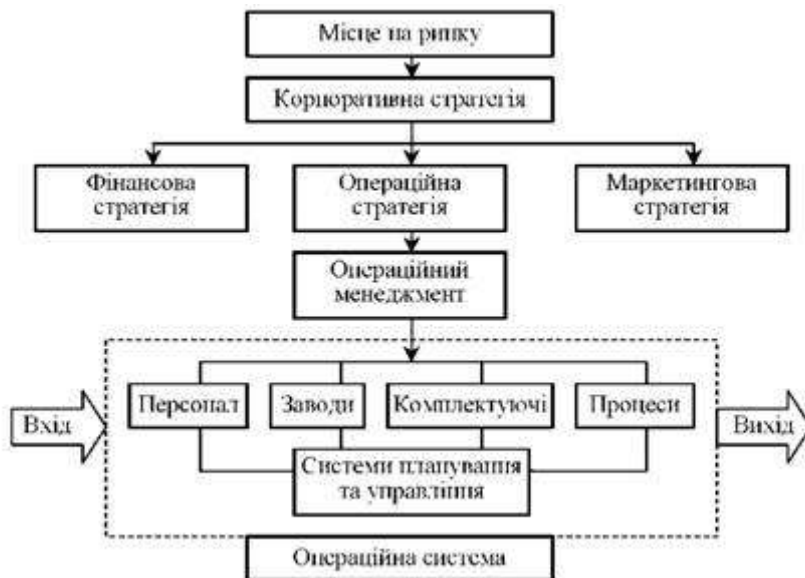 Місце на ринку
Корпоративна стратегія
Фінансова
стратегія
Операційна
стратегія
Маркетингова
стратегія
Операційний
менеджмент
Вхід
Персонал
Заводи
Комплектуючі
Процеси
Вихід
Системи планування
та управління
Операційна система